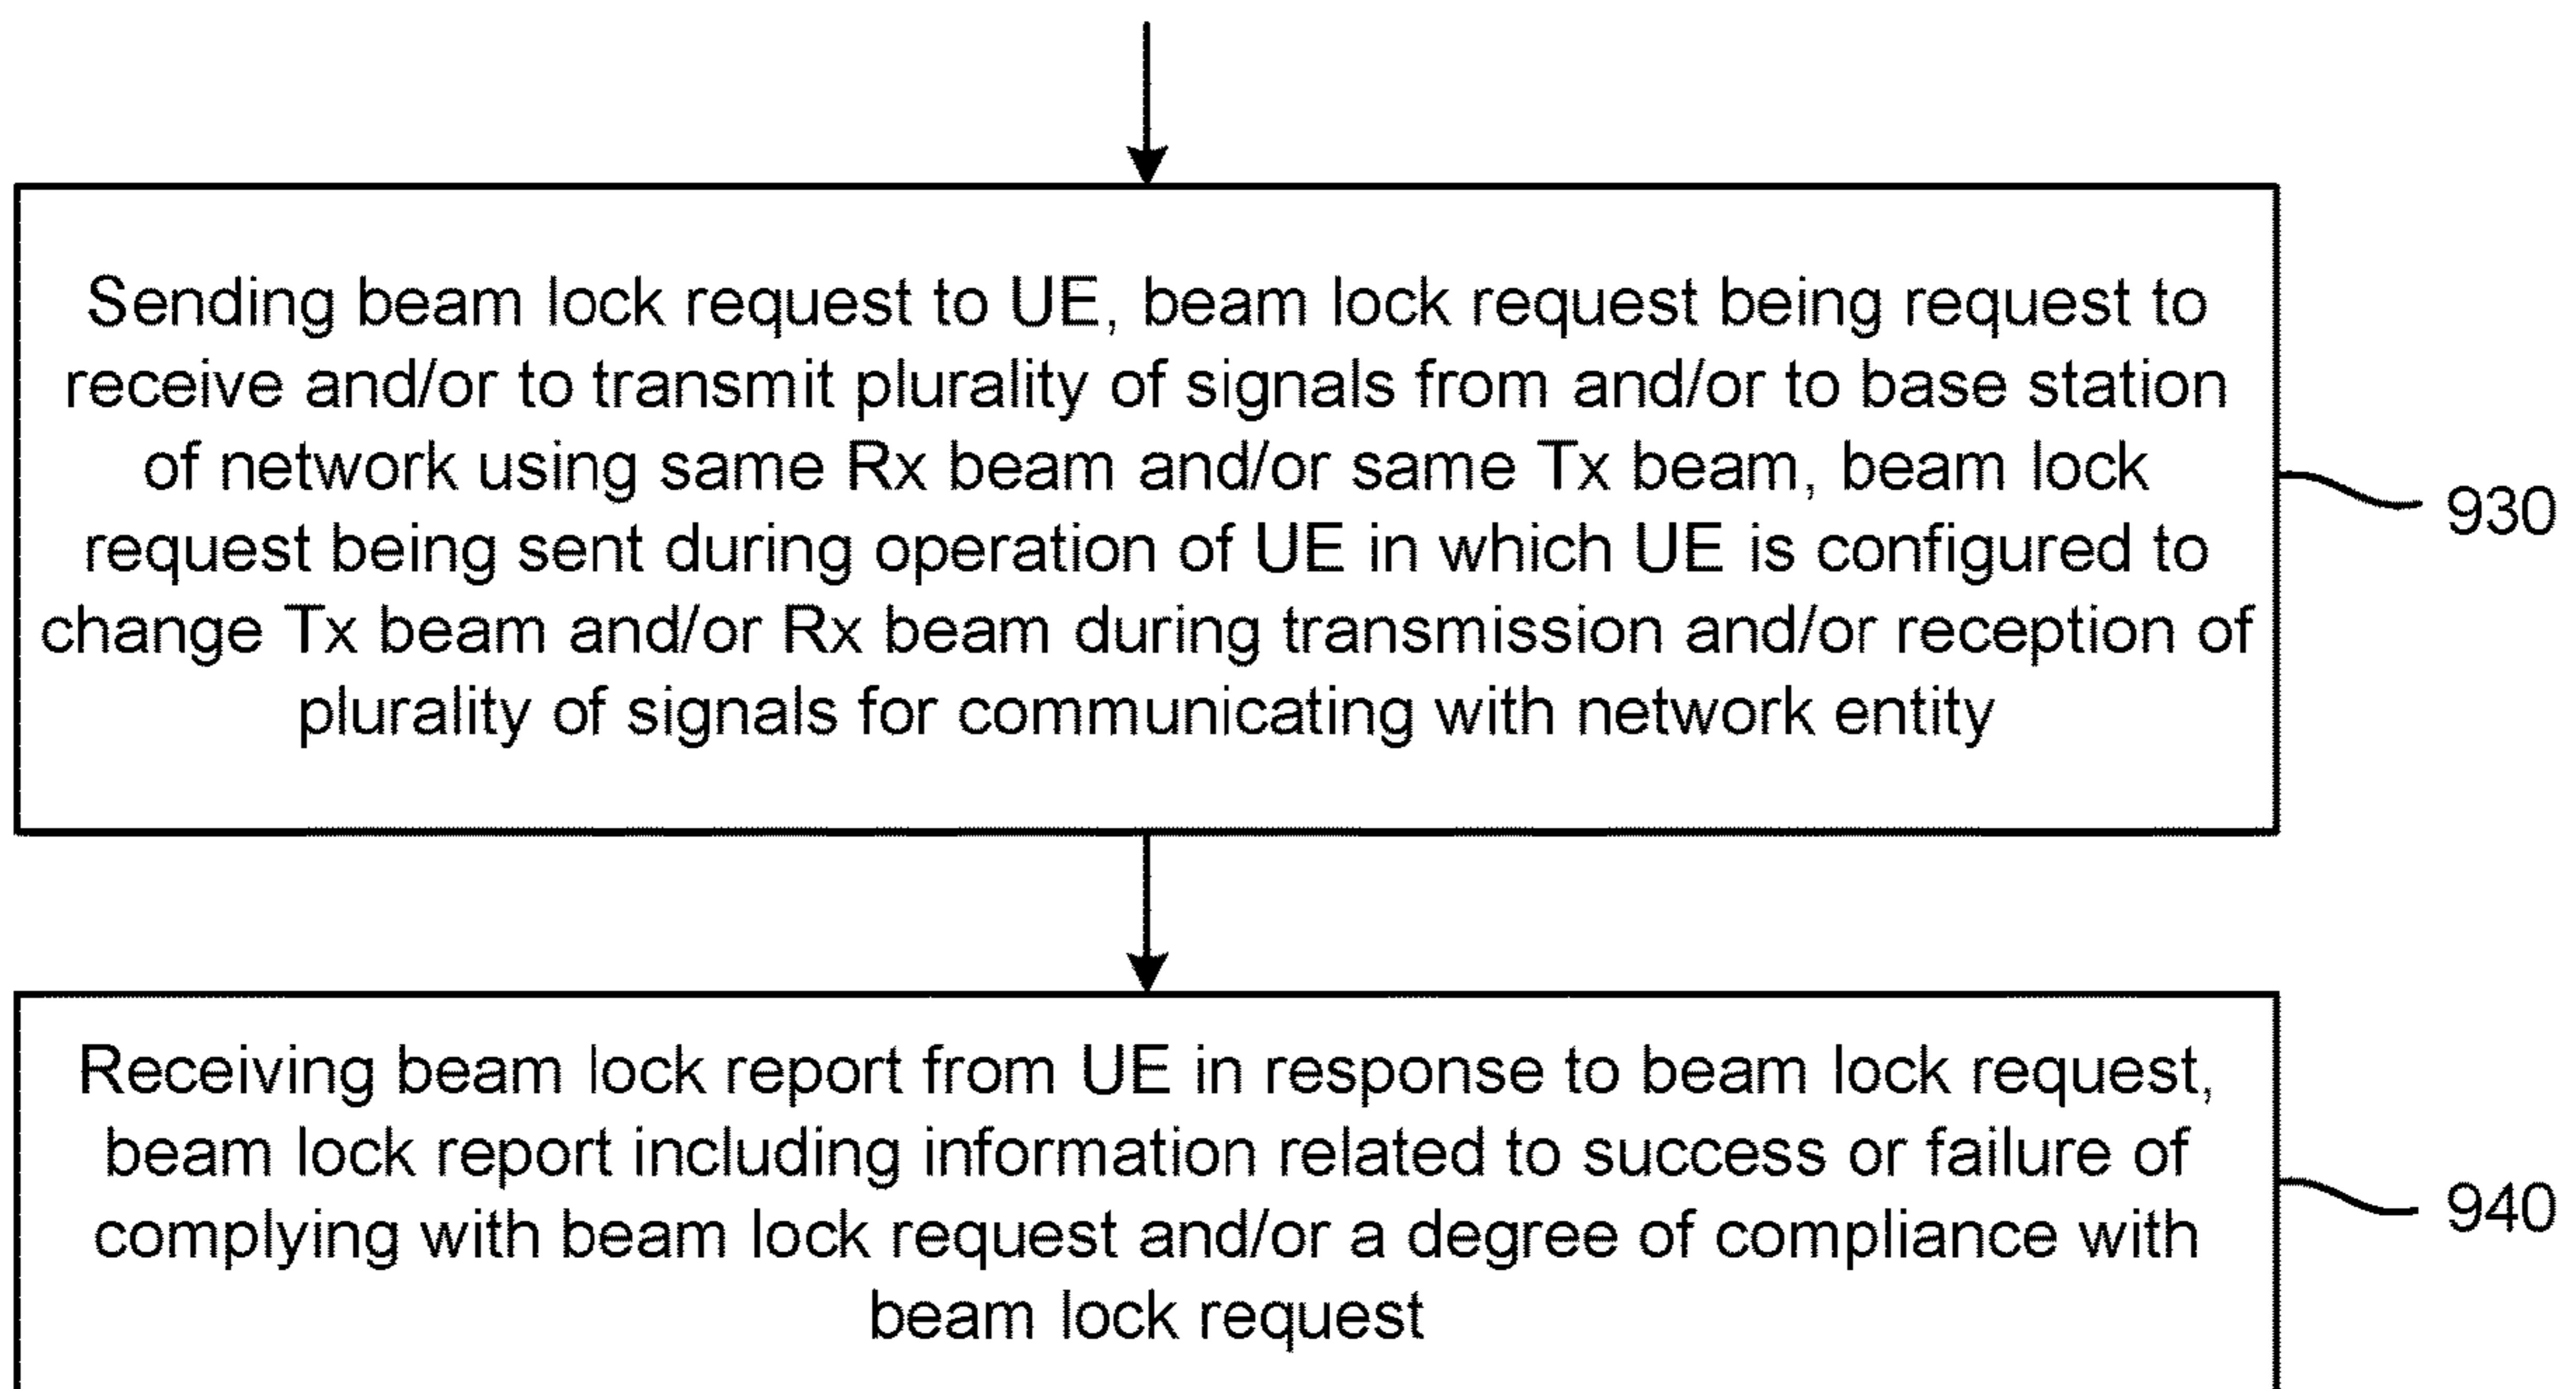 Sending beam lock request to UE, beam lock request being request to
receive and/or to transmit plurality of signals from and/or to base station
of network using same Rx beam and/or same Tx beam, beam lock
request being sent during operation of UE in which UE is configured to
change Tx beam and/or Rx beam during transmission and/or reception of
plurality of signals for communicating with network entity
930
Receiving beam lock report from UE in response to beam lock request,
beam lock report including information related to success or failure of
complying with beam lock request and/or a degree of compliance with
beam lock request
940